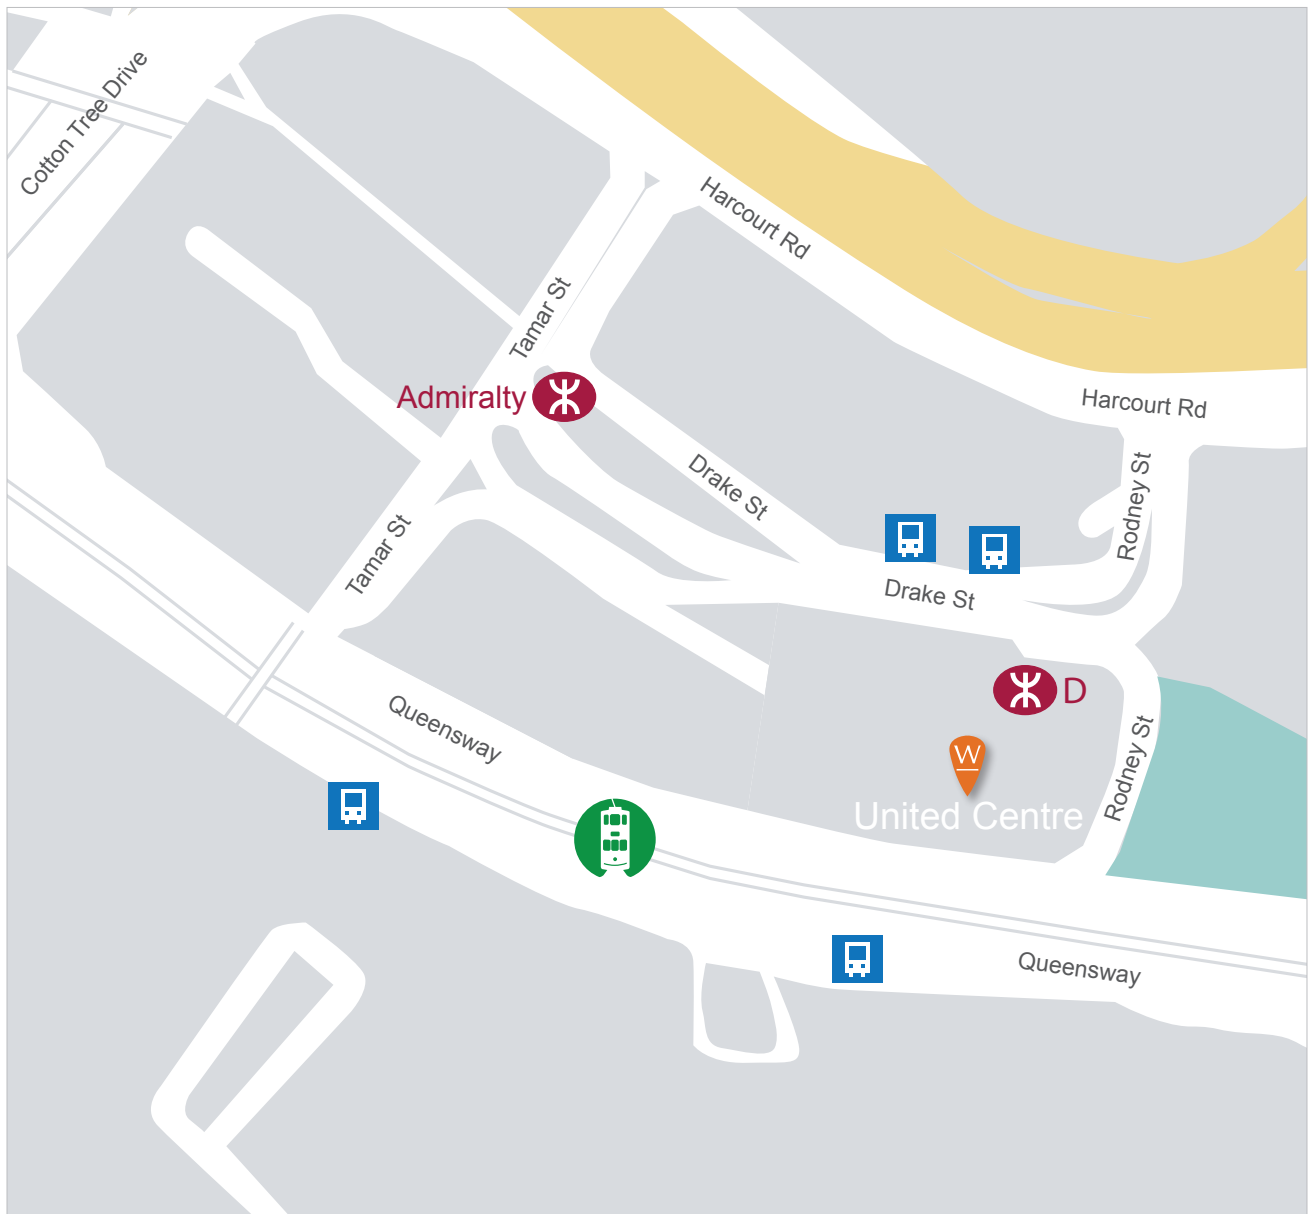 Cotton Tree Drive
Harcourt Rd
Tamar St
Admiralty
Harcourt Rd
Drake St
Rodney St
Tamar St
Drake St
D
Queensway
W
Rodney St
United Centre
Queensway